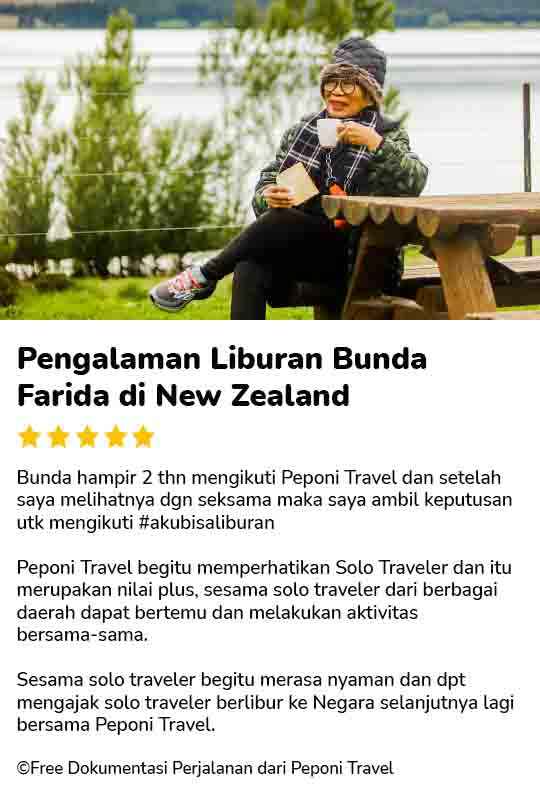 Pengalaman Liburan Bunda
Farida di New Zealand
Bunda hampir 2 thn mengikuti Peponi Travel dan setelah
saya melihatnya dgn seksama maka saya ambil keputusan
utk mengikuti #akubisaliburan
Peponi Travel begitu memperhatikan Solo Traveler dan itu
merupakan nilai plus, sesama solo traveler dari berbagai
daerah dapat bertemu dan melakukan aktivitas
bersama-sama.
Sesama solo traveler begitu merasa nyaman dan dpt
mengajak solo traveler berlibur ke Negara selanjutnya lagi
bersama Peponi Travel.
©Free Dokumentasi Perjalanan dari Peponi Travel